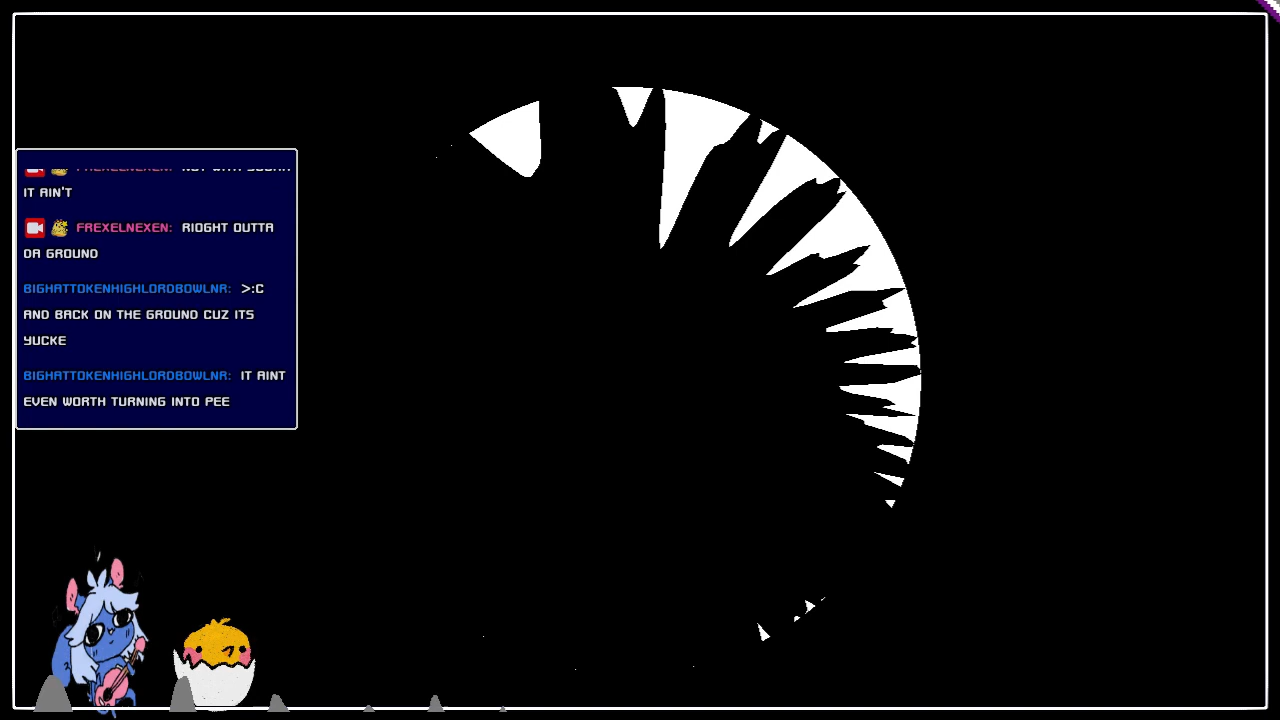 IT AIN'T
FREXELNEXEN: RIOGHT OUTTA
DA GROUND
BIGHATTOKENHIGHLORDBOWLNR: >:C
AND BACK ON THE GROUND CUZ ITS
YUCKE
BIGHATTOKENHIGHLORDBOWLNR: IT AINT
EVEN WORTH TURNING INTO PEE